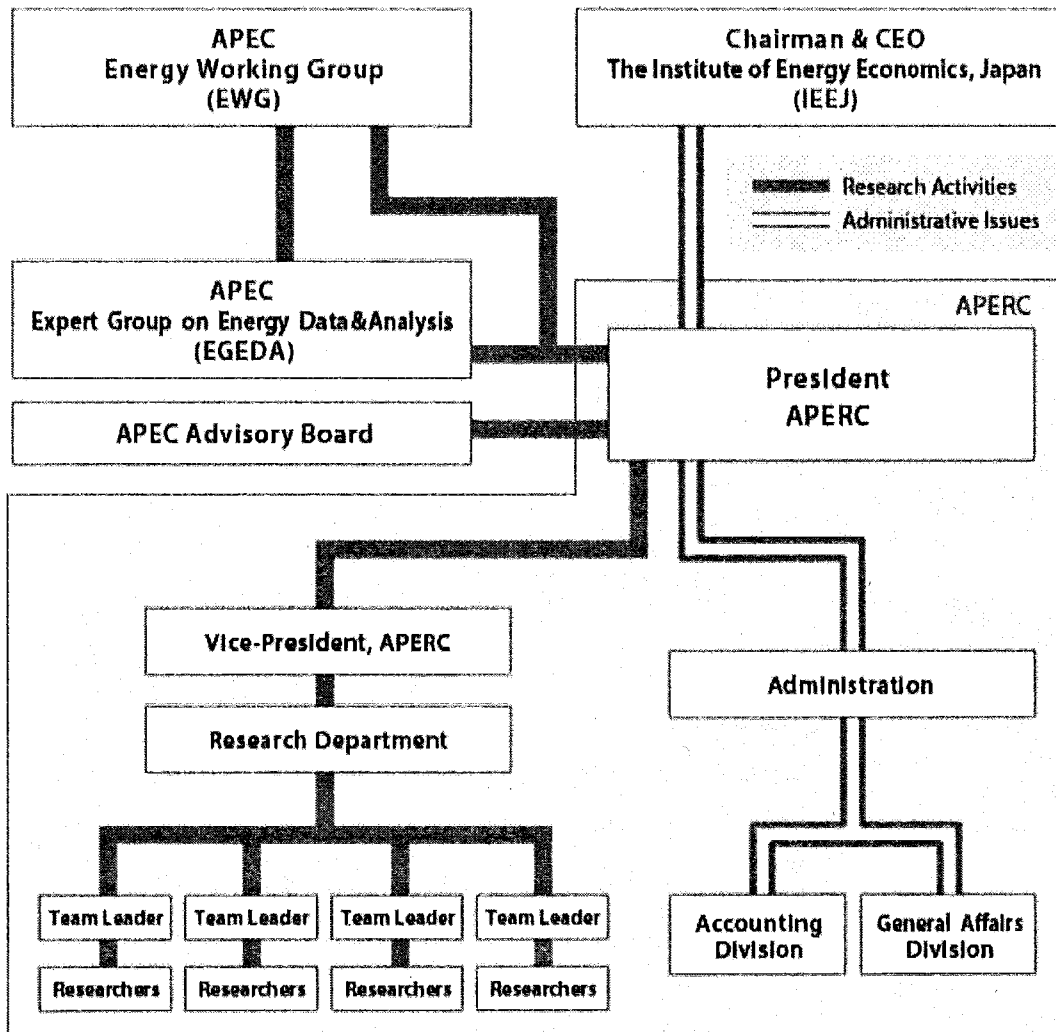 APEC
Energy Working Group
(EWG)
Chairman & CEO
The Institute of Energy Economics, Japan
(IEEJ)
Research Activities
Administrative Issues
APEC
Expert Group on Energy Data&Analysis
(EGEDA)
APERC
President
APERC
APEC Advisory Board
Vice-President, APERC
Administration
Research Department
Team Leader
Team Leader
Team Leader
Team Leader
Accounting
Division
General Affairs
Division
Researchers
Researchers
Researchers
Researchers